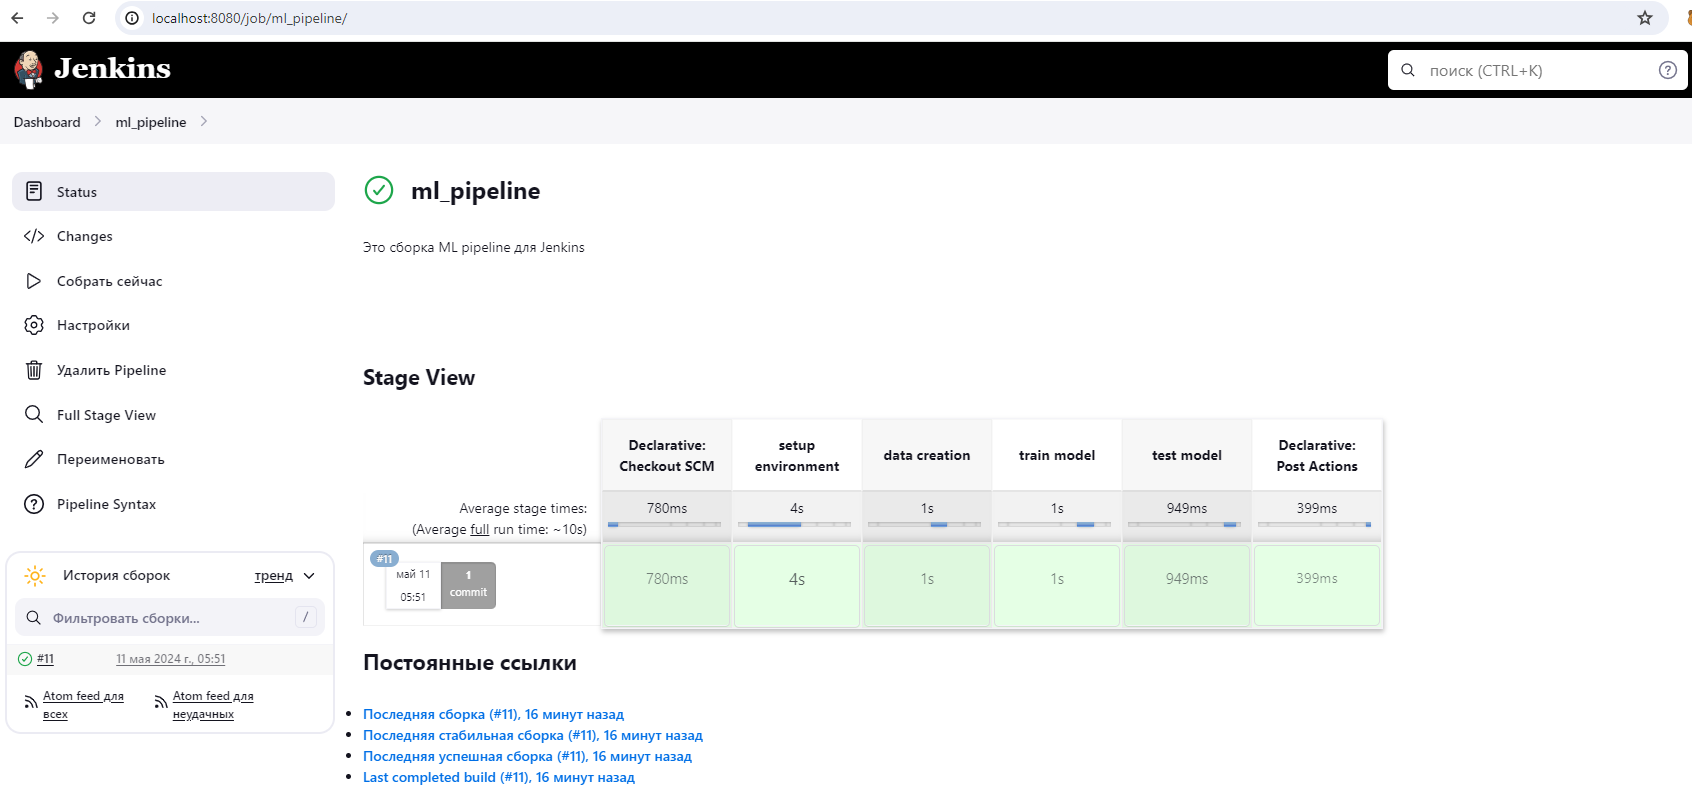 localhost:8080/job/ml_pipeline/
Jenkins
поиск (CTRL+K)
Dashboard
ml_pipeline
Status
Changes
Собрать сейчас
Настройки
Удалить Pipeline
Full Stage View
Переименовать
Pipeline Syntax
История сборок
тренд
Фильтровать сборки...
/
#11
11 мая 2024 г., 05:51
Atom feed для
всех
Atom feed для
неудачных
ml_pipeline
Это сборка ML pipeline для Jenkins
Stage View
Declarative:
Checkout SCM
setup
environment
data creation
train model
test model
Declarative:
Post Actions
Average stage times:
(Average full run time: ~10s)
780ms
4s
1s
1s
949ms
399ms
#11
май 11
05:51
1
commit
780ms
4s
1s
1s
949ms
399ms
Постоянные ссылки
Последняя сборка (#11), 16 минут назад
Последняя стабильная сборка (#11), 16 минут назад
Последняя успешная сборка (#11), 16 минут назад
Last completed build (#11), 16 минут назад